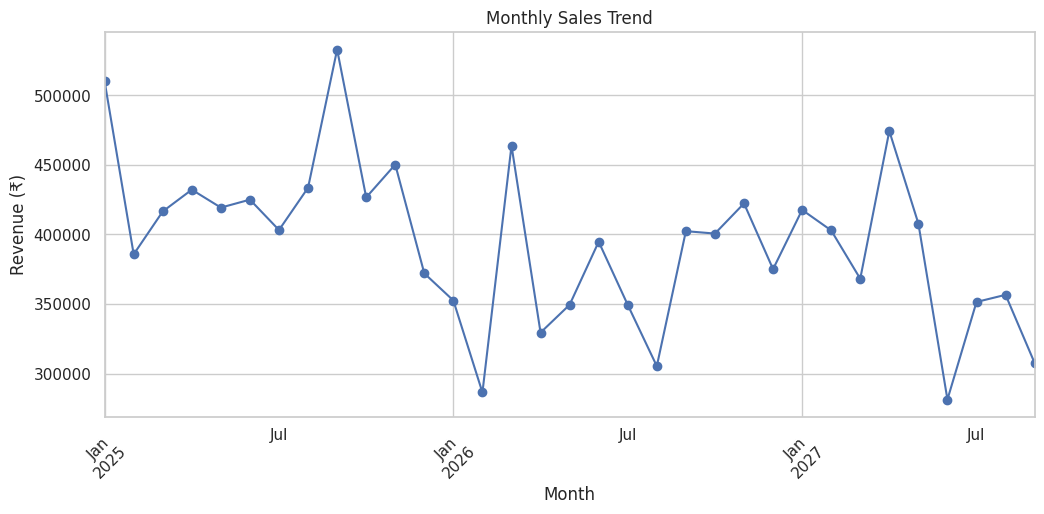 Monthly Sales Trend
Revenue (₹)
500000
450000
400000
350000
300000
Jan
2025
Jul
Jan
2026
Jul
Jan
2027
Jul
Month